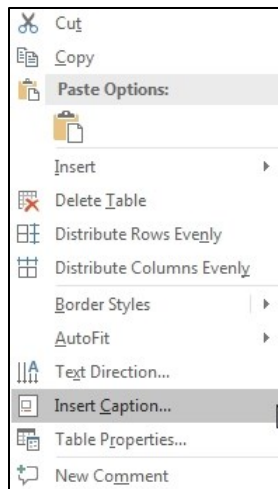 Cut
Copy
Paste Options:
Insert
Delete Table
Distribute Rows Evenly
Distribute Columns Evenly
Border Styles
AutoFit
Text Direction...
Insert Caption...
Table Properties...
New Comment